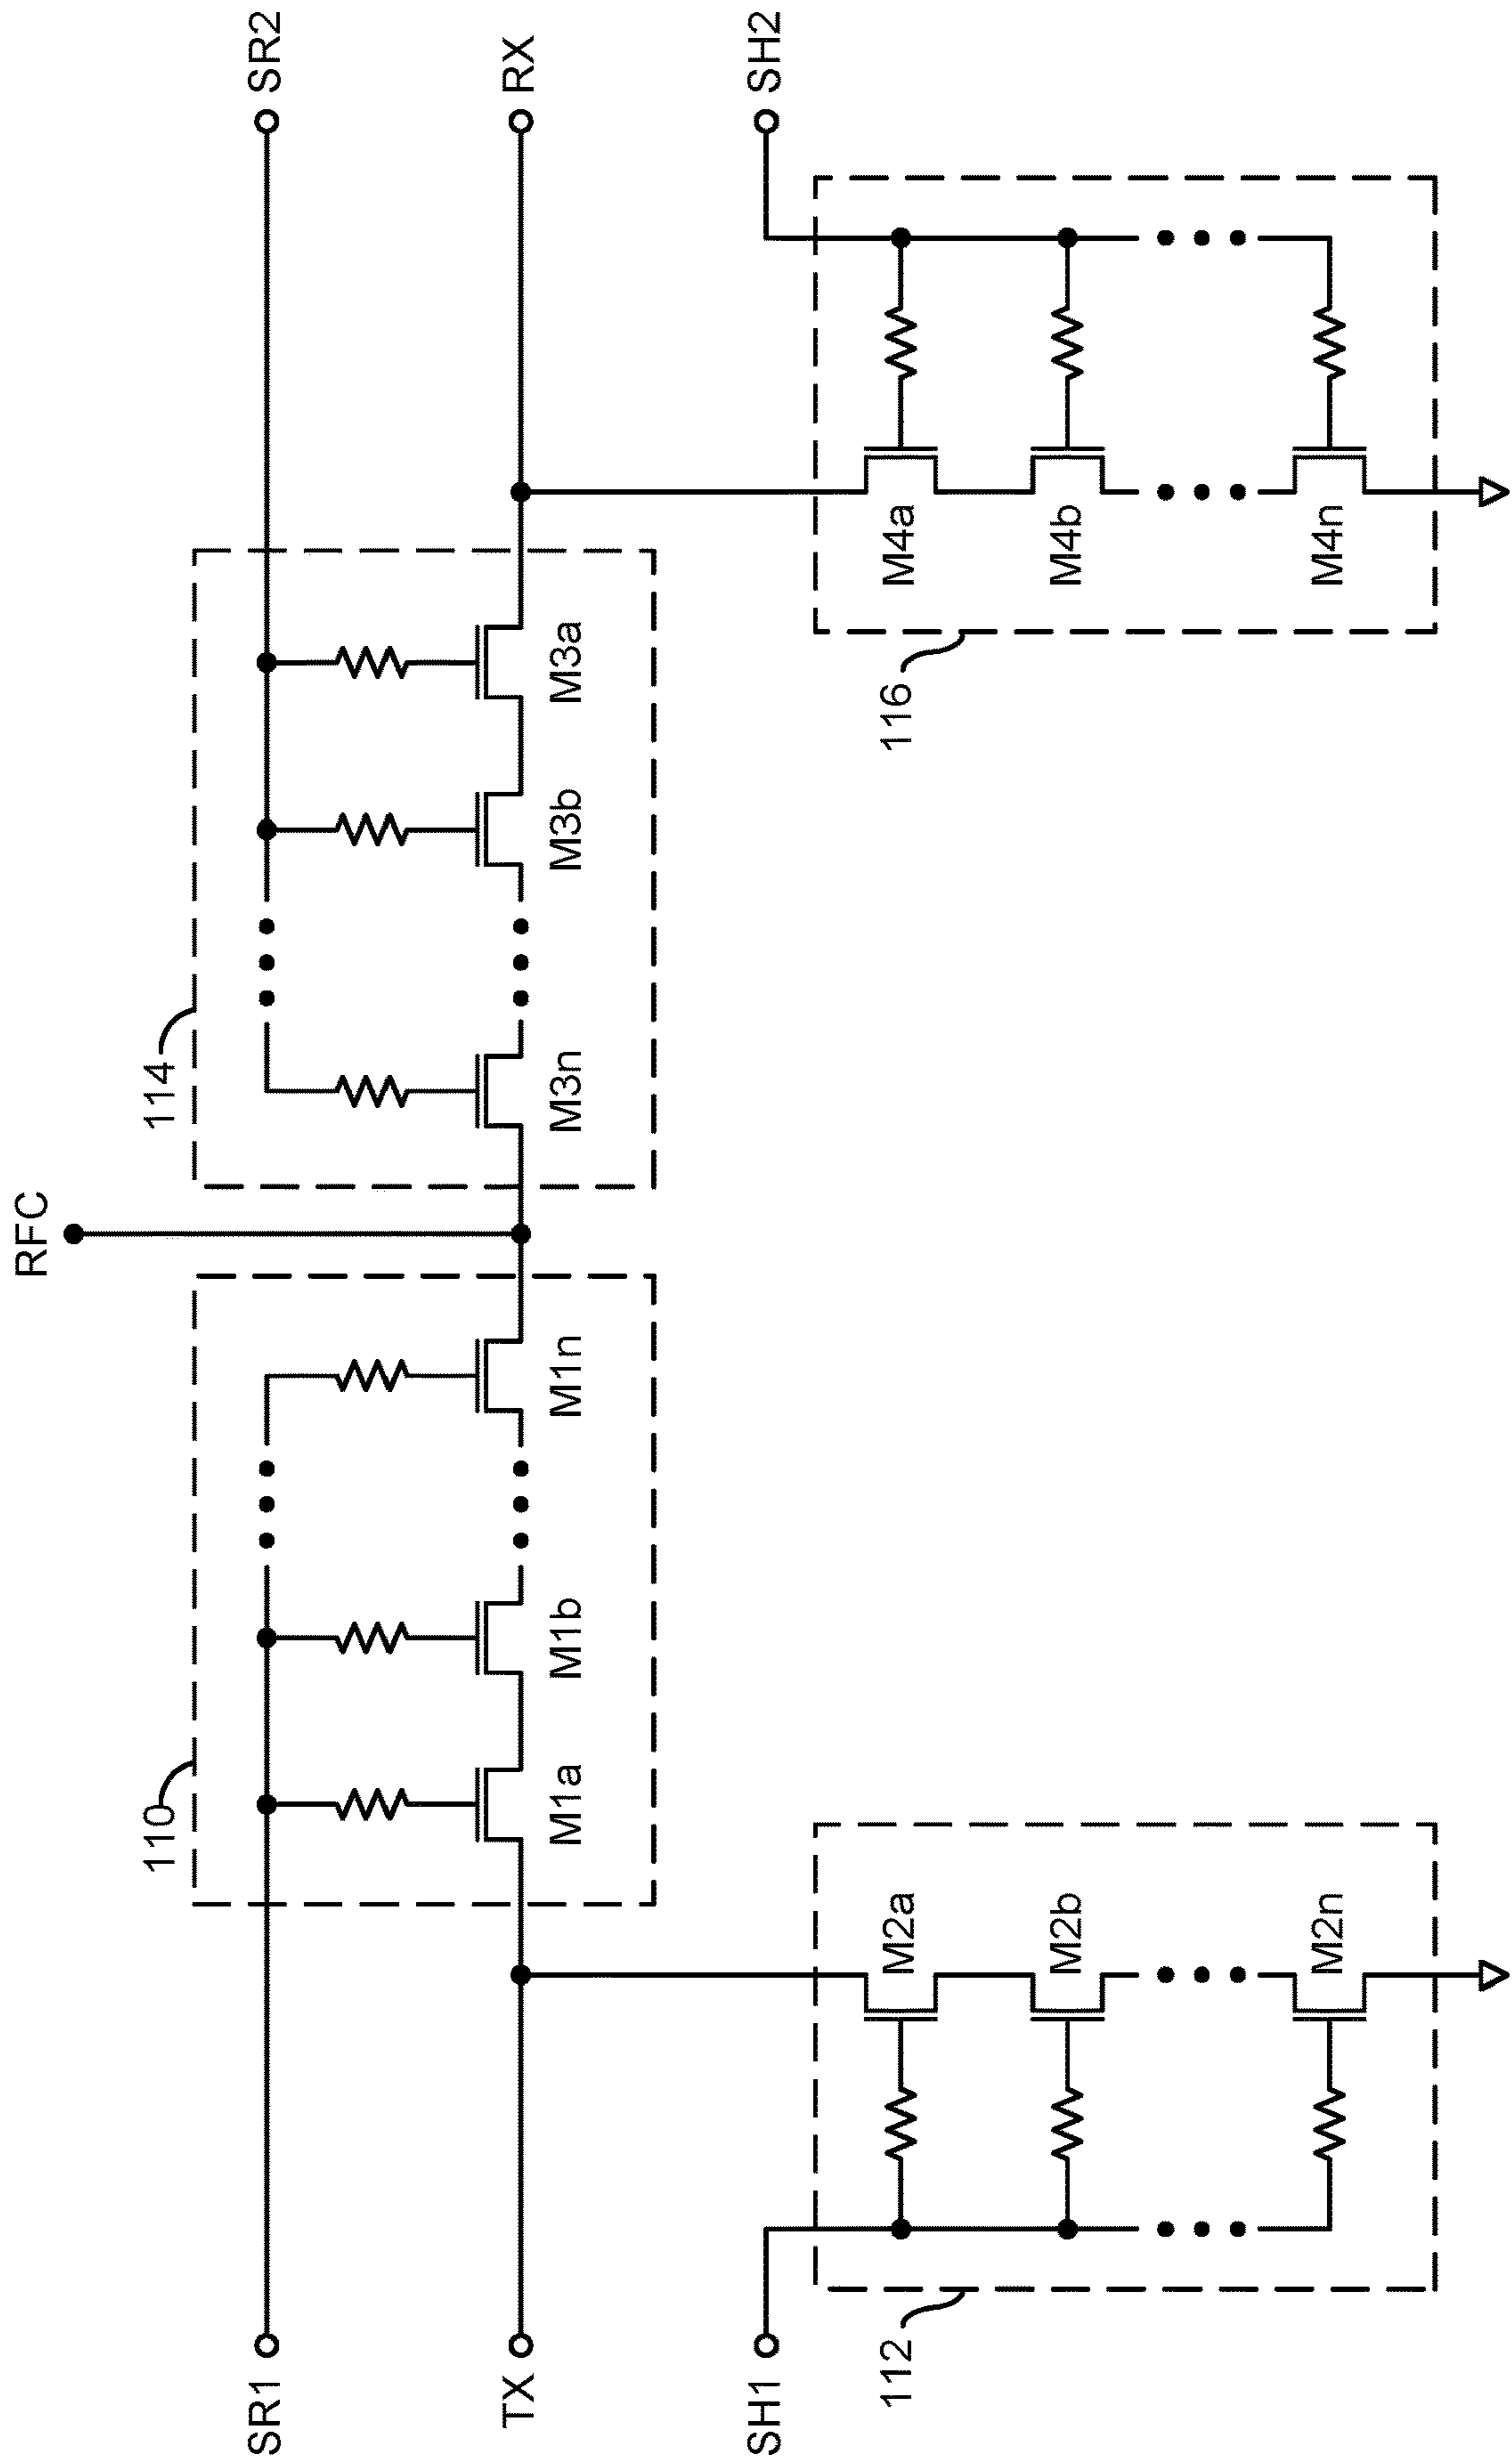 RFC
110
114
SR1
SR2
M1a
M1b
M1n
M3n
M3b
M3a
TX
RX
SH1
SH2
M2a
M4a
M2b
M4b
M2n
M4n
112
116